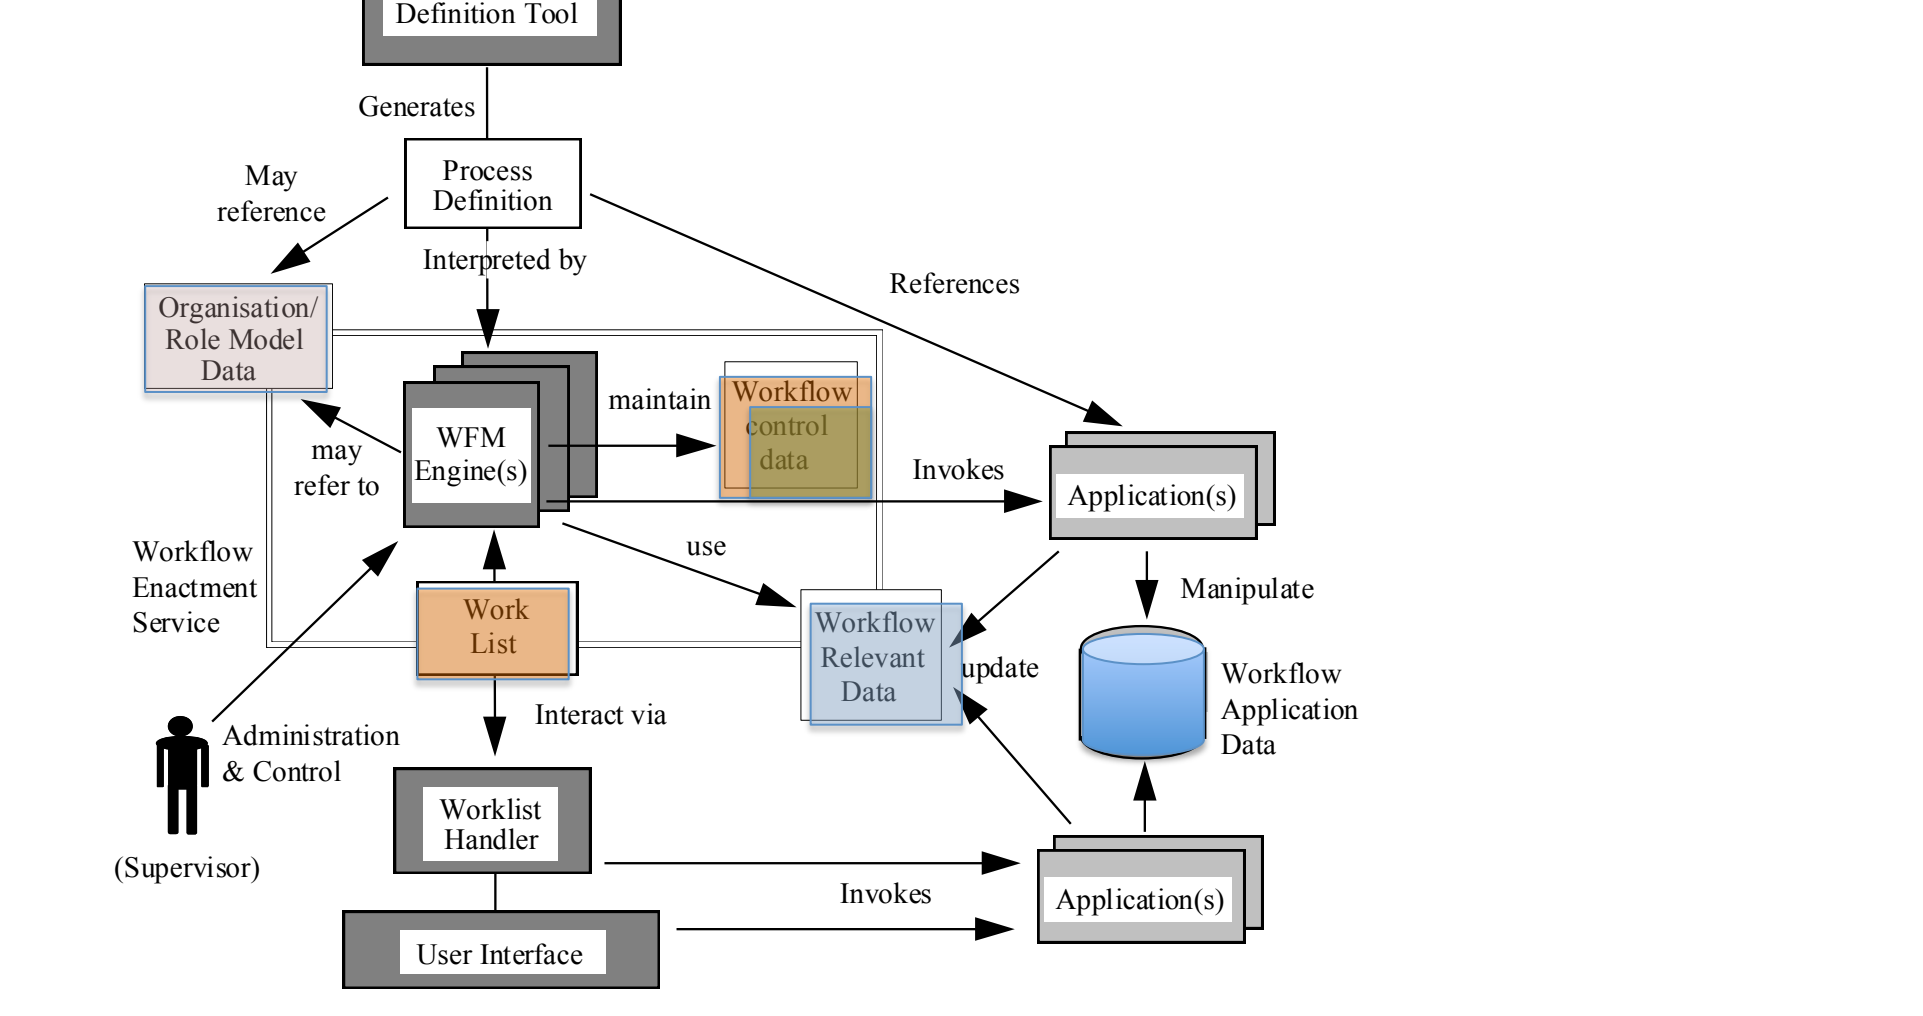 Definition Tool
Generates
Process
Definition
May
reference
Interpreted by
References
Organisation/
Role Model
Data
maintain
Workflow
control
data
WFM
Engine(s)
may
refer to
Invokes
Application(s)
use
Workflow
Enactment
Service
Manipulate
Work
List
Workflow
Relevant
Data
update
Workflow
Application
Data
Interact via
Administration
& Control
Worklist
Handler
(Supervisor)
Invokes
Application(s)
User Interface